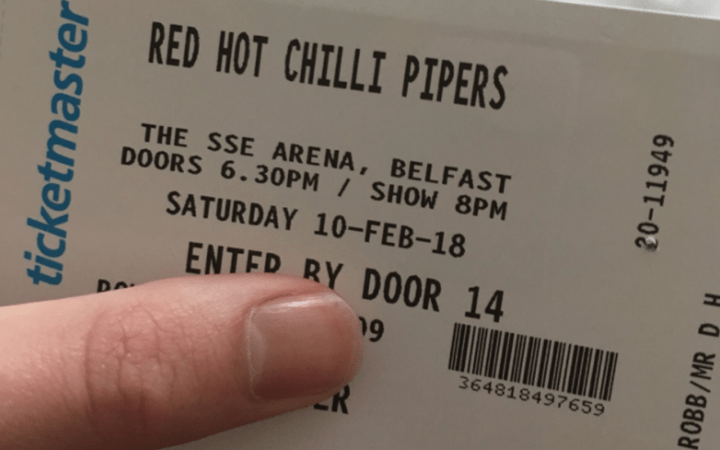 ticketmaster
RED HOT CHILLI PIPERS
THE SSE ARENA, BELFAST
DOORS 6.30PM / SHOW 8PM
SATURDAY 10-FEB-18
ENTER BY DOOR 14
364818497659
20-11949
ROBB/MR D H